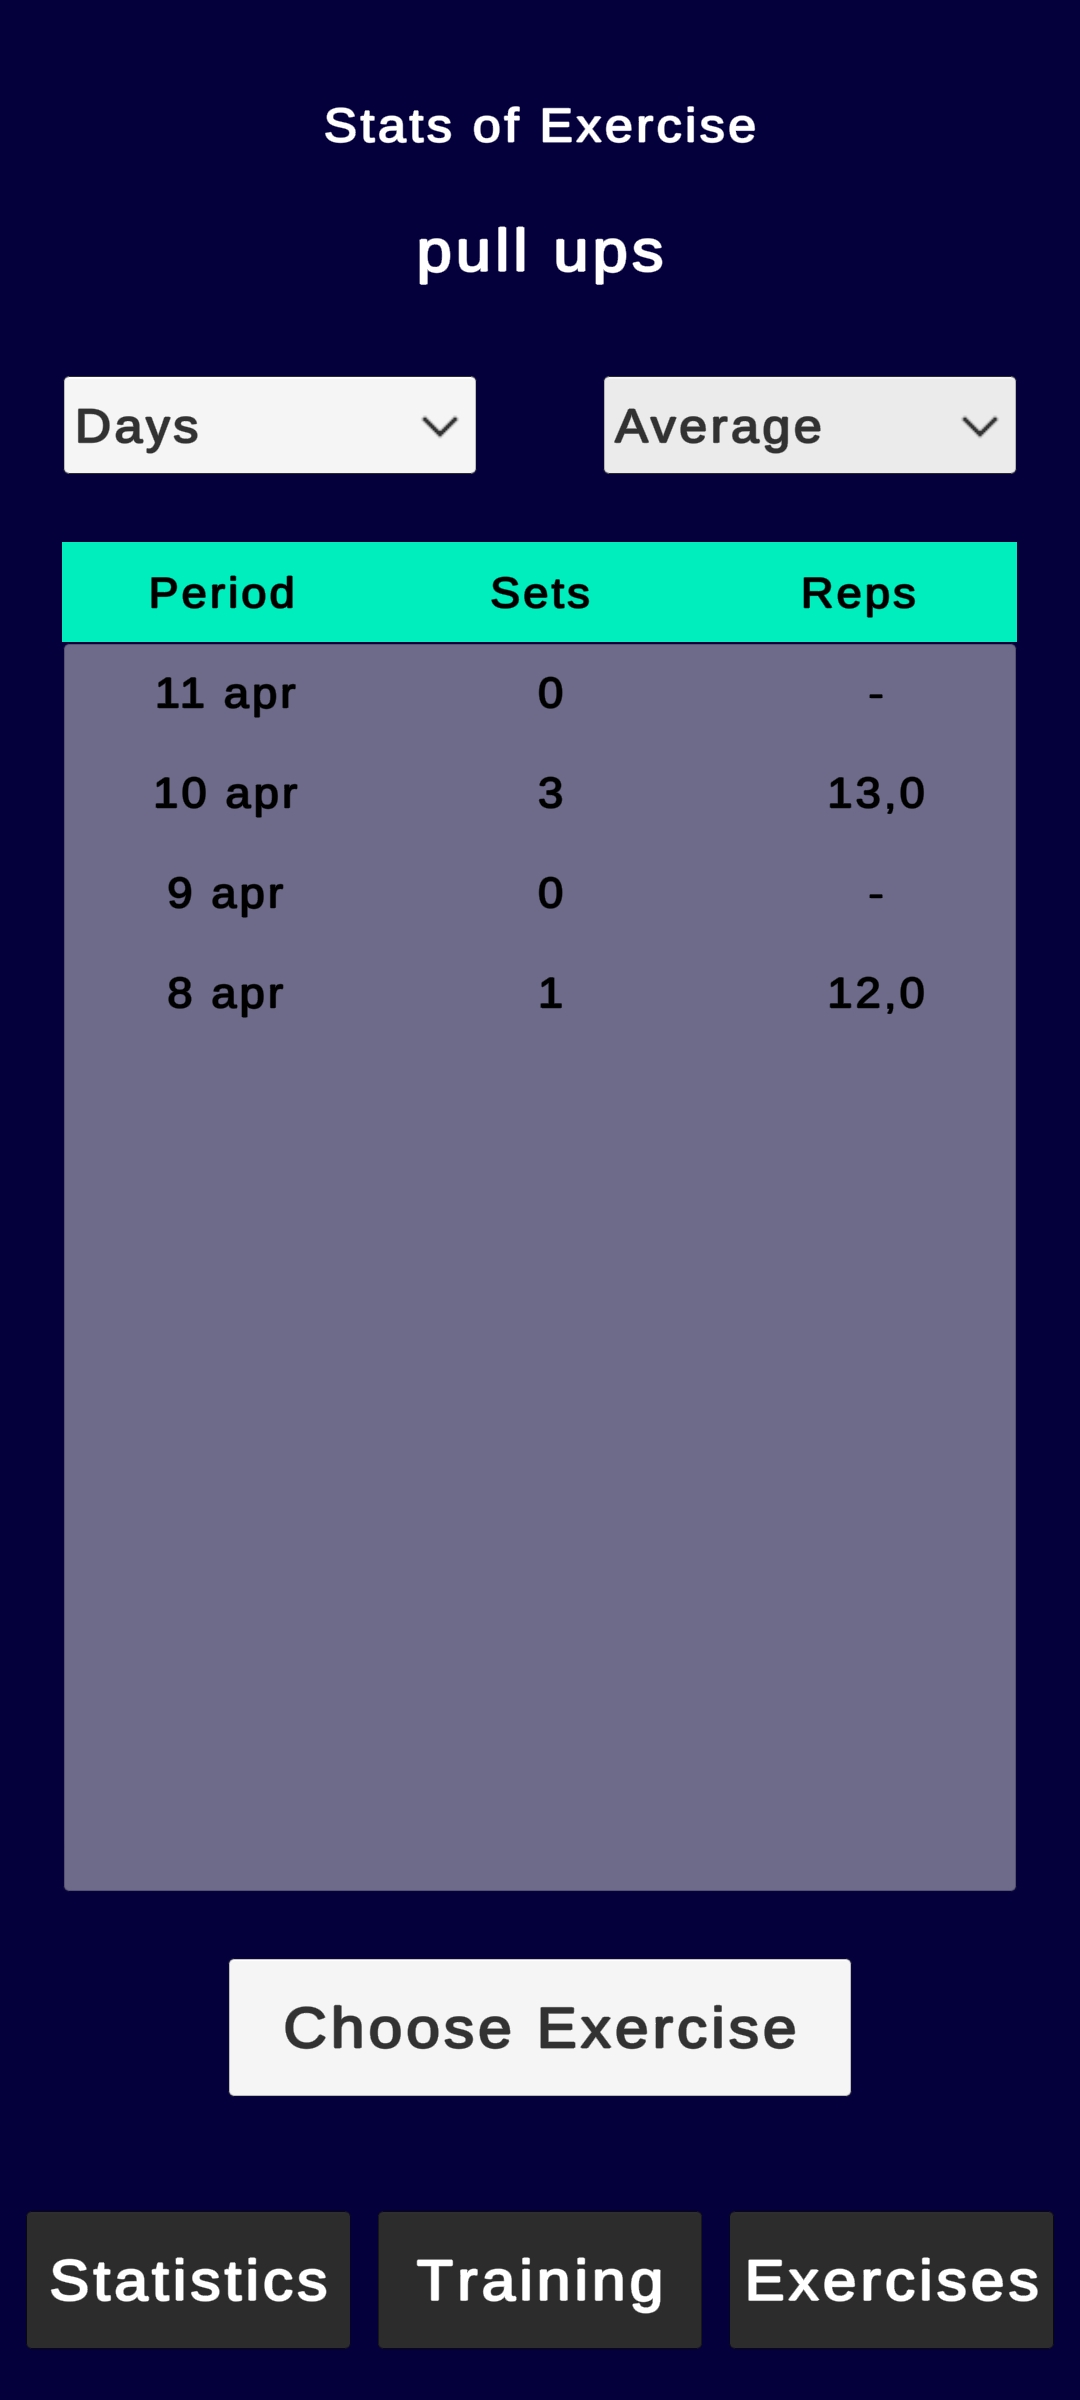 Stats of Exercise
pull ups
Days Average
Period Sets Reps
11 apr 0 -
10 apr 3 13,0
9 apr 0 -
8 apr 1 12,0
Choose Exercise
Statistics Training Exercises